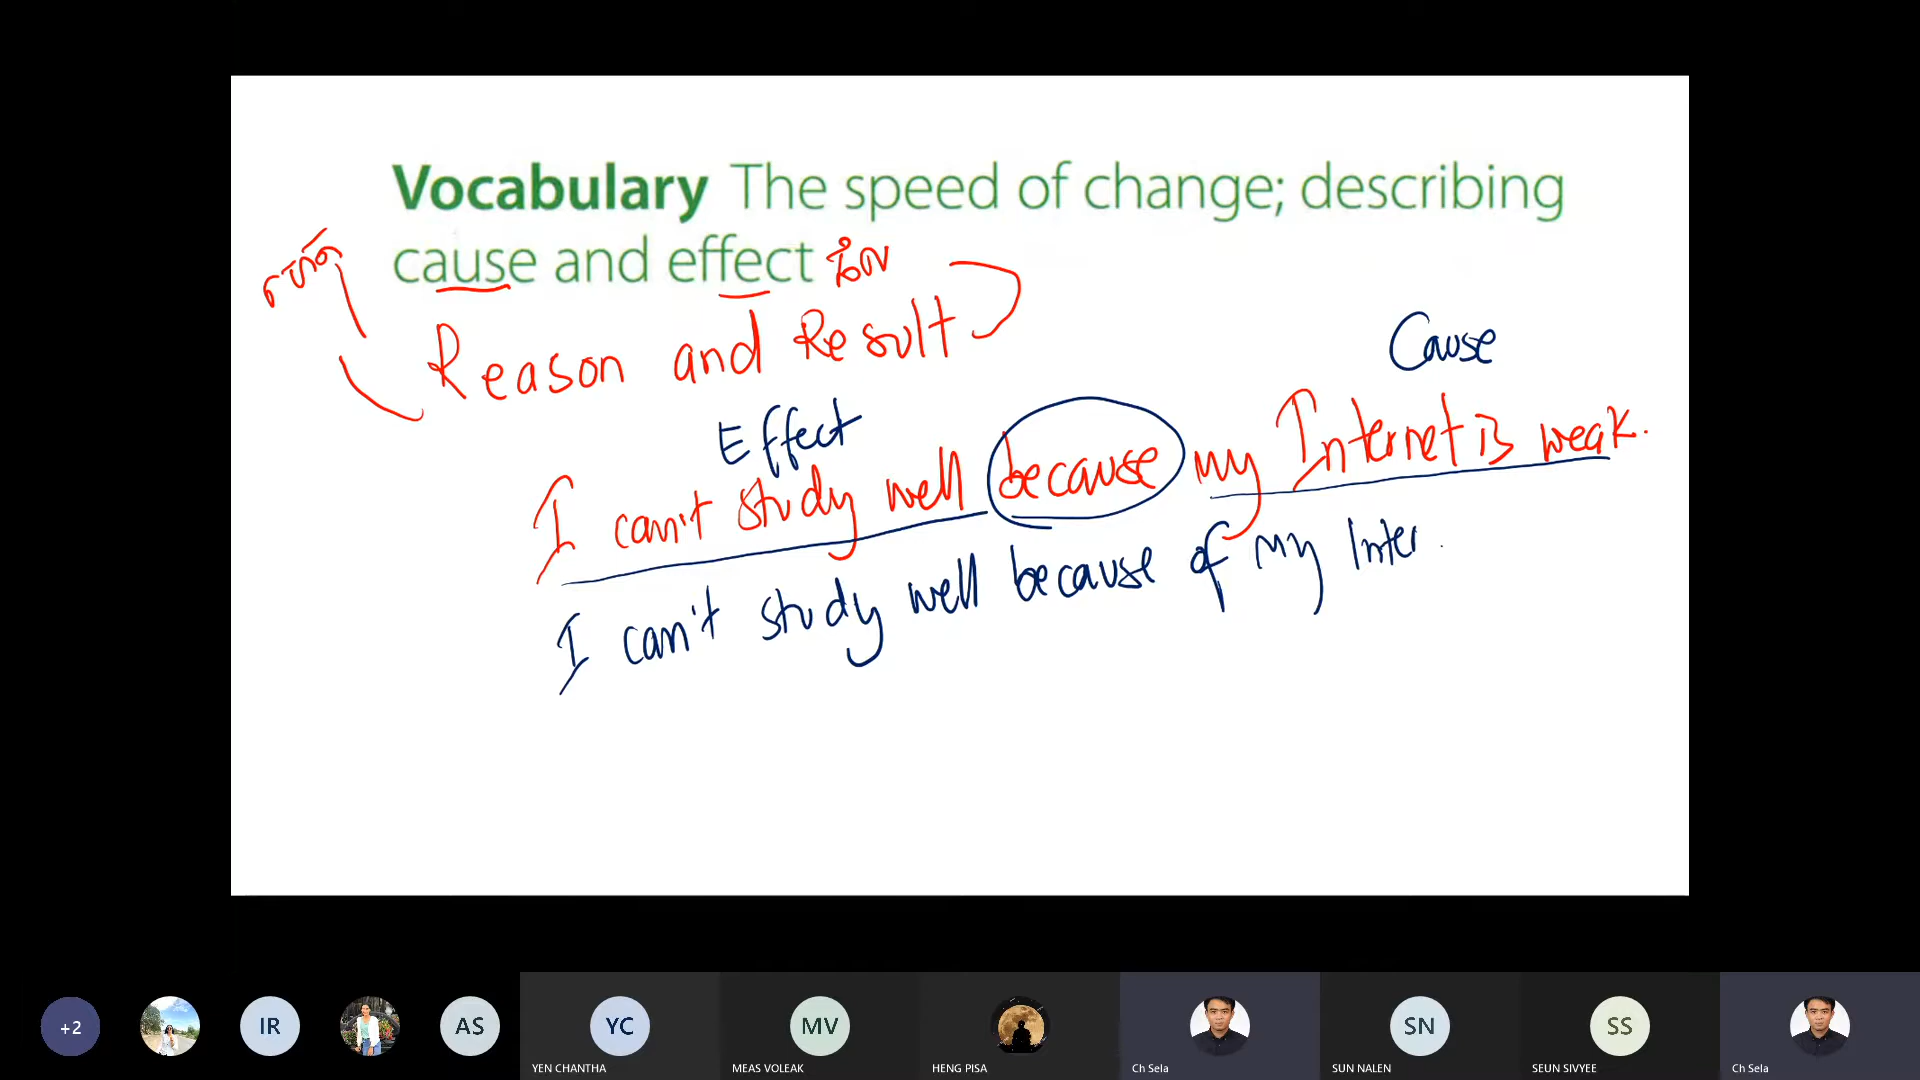 Vocabulary The speed of change; describing
cause and effect ផល
Reason and Result
Cause
Effect
I can't study well because my Internet is weak.
I can't study well because of my Inter
+2
IR
AS
YC
MV
SN
SS
YEN CHANTHA
MEAS VOLEAK
HENG PISA
Ch Sela
SUN NALEN
SEUN SIVYEE
Ch Sela